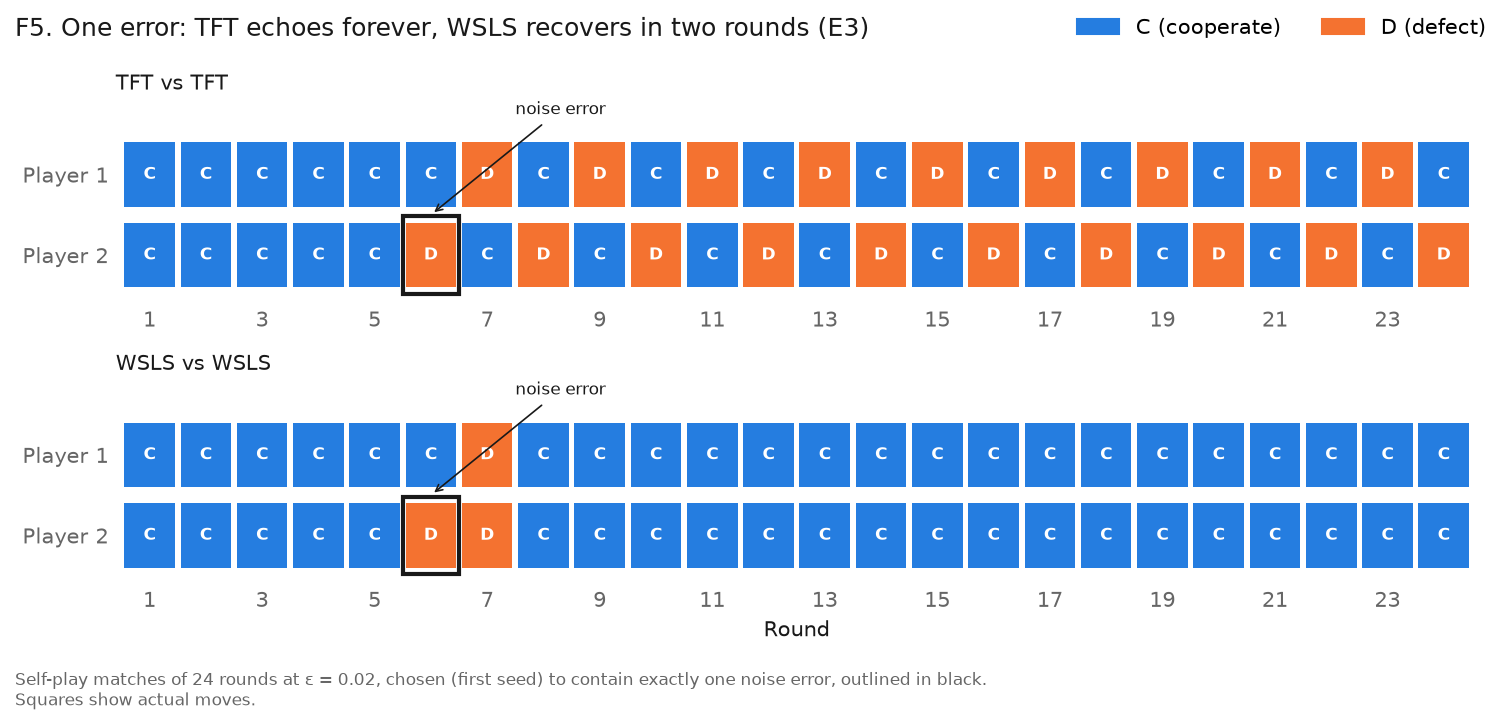 F5. One error: TFT echoes forever, WSLS recovers in two rounds (E3)
C (cooperate) D (defect)
TFT vs TFT
noise error
Player 1 C C C C C C D C D C D C D C D C D C D C D C D C
Player 2 C C C C C D C D C D C D C D C D C D C D C D C D
1 3 5 7 9 11 13 15 17 19 21 23
WSLS vs WSLS
noise error
Player 1 C C C C C C D C C C C C C C C C C C C C C C C C
Player 2 C C C C C D D C C C C C C C C C C C C C C C C C
1 3 5 7 9 11 13 15 17 19 21 23
Round
Self-play matches of 24 rounds at ε = 0.02, chosen (first seed) to contain exactly one noise error, outlined in black.
Squares show actual moves.